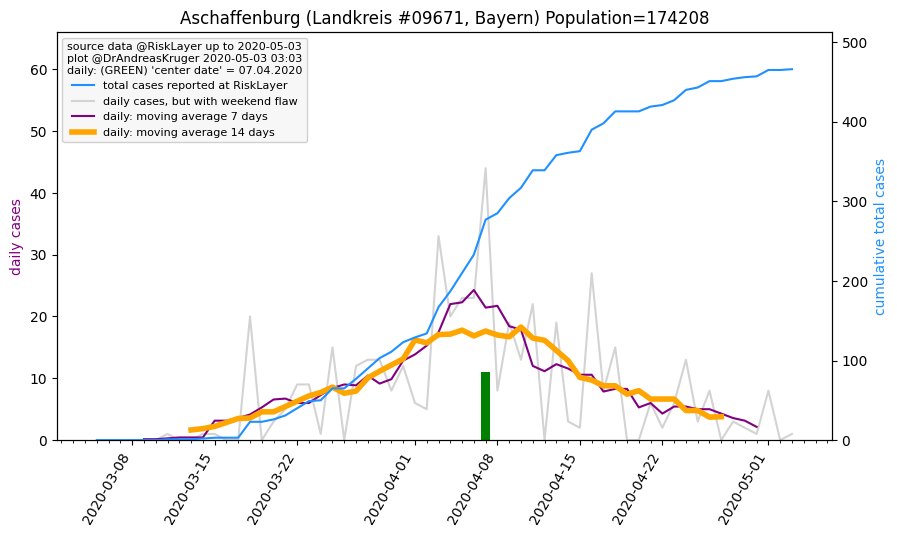 Aschaffenburg (Landkreis #09671, Bayern) Population=174208
source data @RiskLayer up to 2020-05-03
plot @DrAndreasKruger 2020-05-03 03:03
daily: (GREEN) 'center date' = 07.04.2020
total cases reported at RiskLayer
daily cases, but with weekend flaw
daily: moving average 7 days
daily: moving average 14 days
daily cases
60
50
40
30
20
10
0
500
400
300
200
100
0
cumulative total cases
2020-03-08
2020-03-15
2020-03-22
2020-04-01
2020-04-08
2020-04-15
2020-04-22
2020-05-01